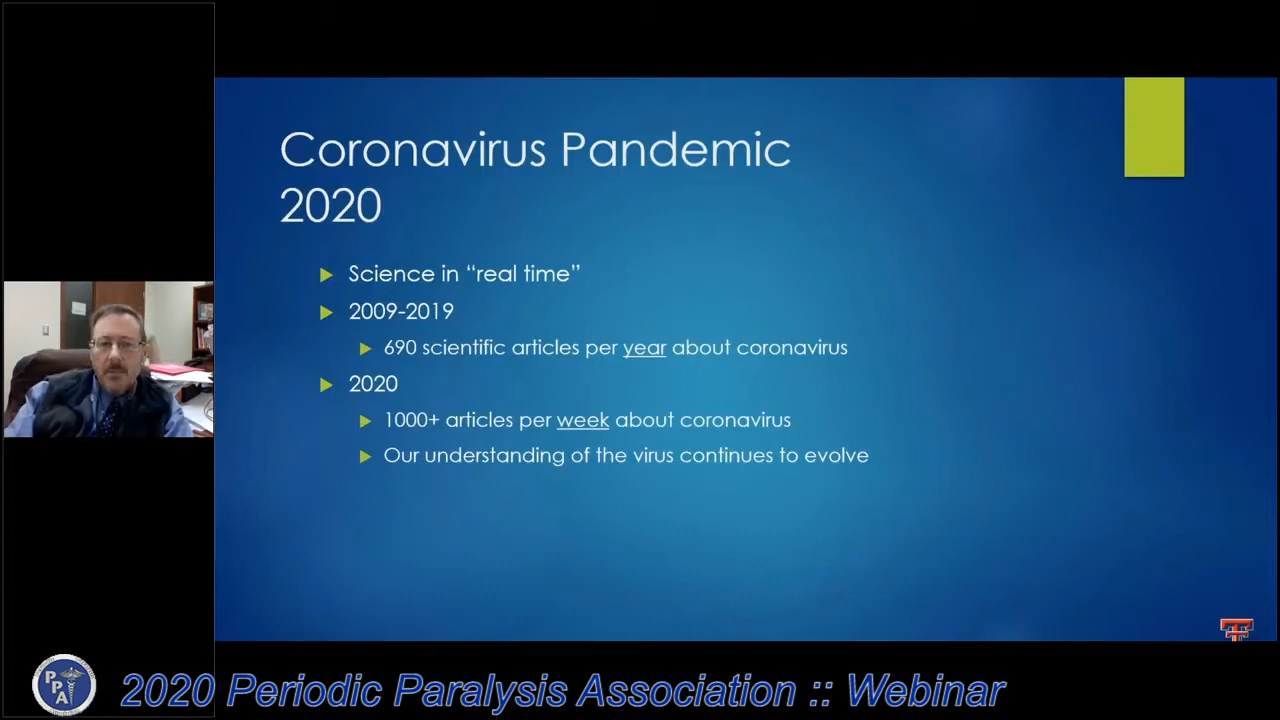 Coronavirus Pandemic
2020
Science in “real time”
2009-2019
690 scientific articles per year about coronavirus
2020
1000+ articles per week about coronavirus
Our understanding of the virus continues to evolve
PPA
2020 Periodic Paralysis Association :: Webinar